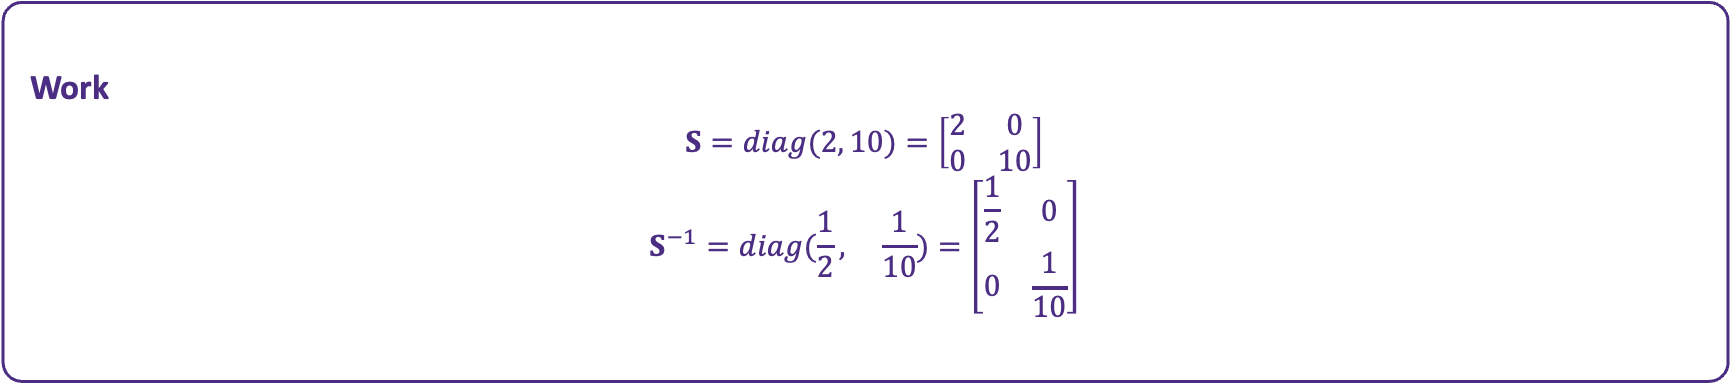 Work
S = diag(2, 10) = [2 0; 0 10]
S⁻¹ = diag(1/2, 1/10) = [1/2 0; 0 1/10]